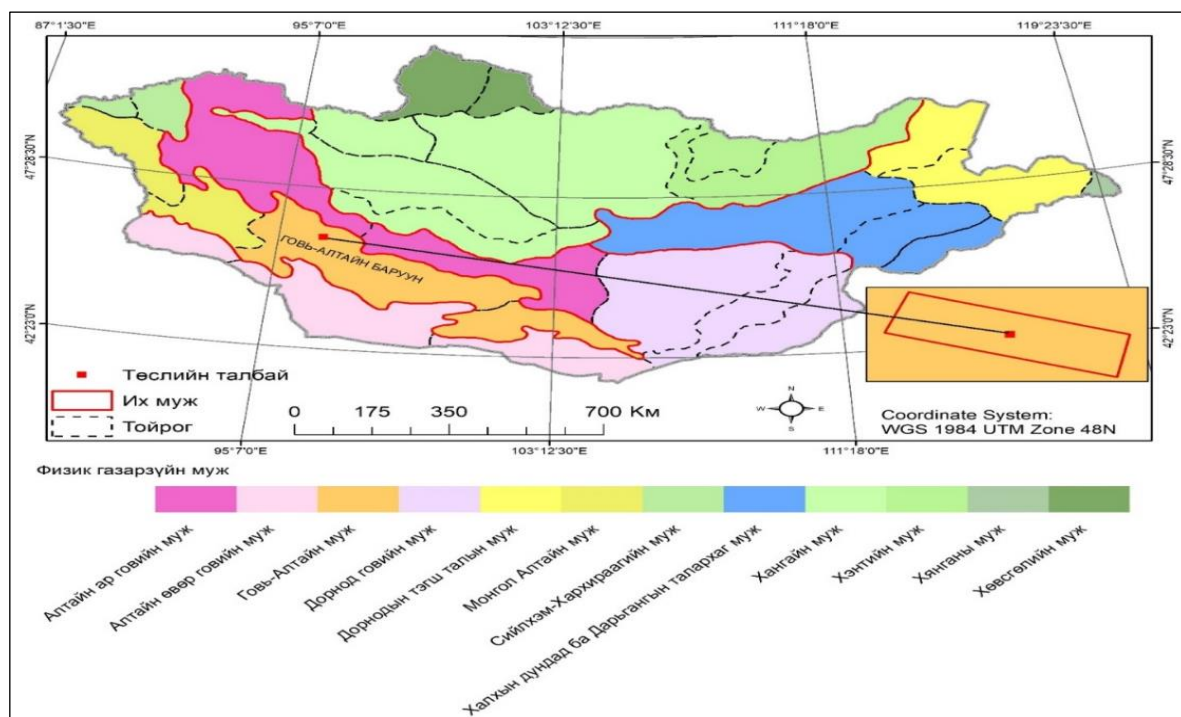 87°1'30"E 95°7'0"E 103°12'30"E 111°18'0"E 119°23'30"E
47°28'30"N 47°28'30"N
42°23'0"N 42°23'0"N
ГОВЬ-АЛТАЙН БАРУУН
Төслийн талбай
Их муж
Тойрог
0 175 350 700 Км
N
W E
S
Coordinate System:
WGS 1984 UTM Zone 48N
95°7'0"E 103°12'30"E 111°18'0"E
Физик газарзүйн муж
Алтайн ар говийн муж
Алтайн өвөр говийн муж
Говь-Алтайн муж
Дорнод говийн муж
Дорнодын тэгш талын муж
Монгол Алтайн муж
Сийлхэм-Хархираагийн муж
Халхын дундад ба Дарьгангын талархаг муж
Хангайн муж
Хэнтийн муж
Хянганы муж
Хөвсгөлийн муж